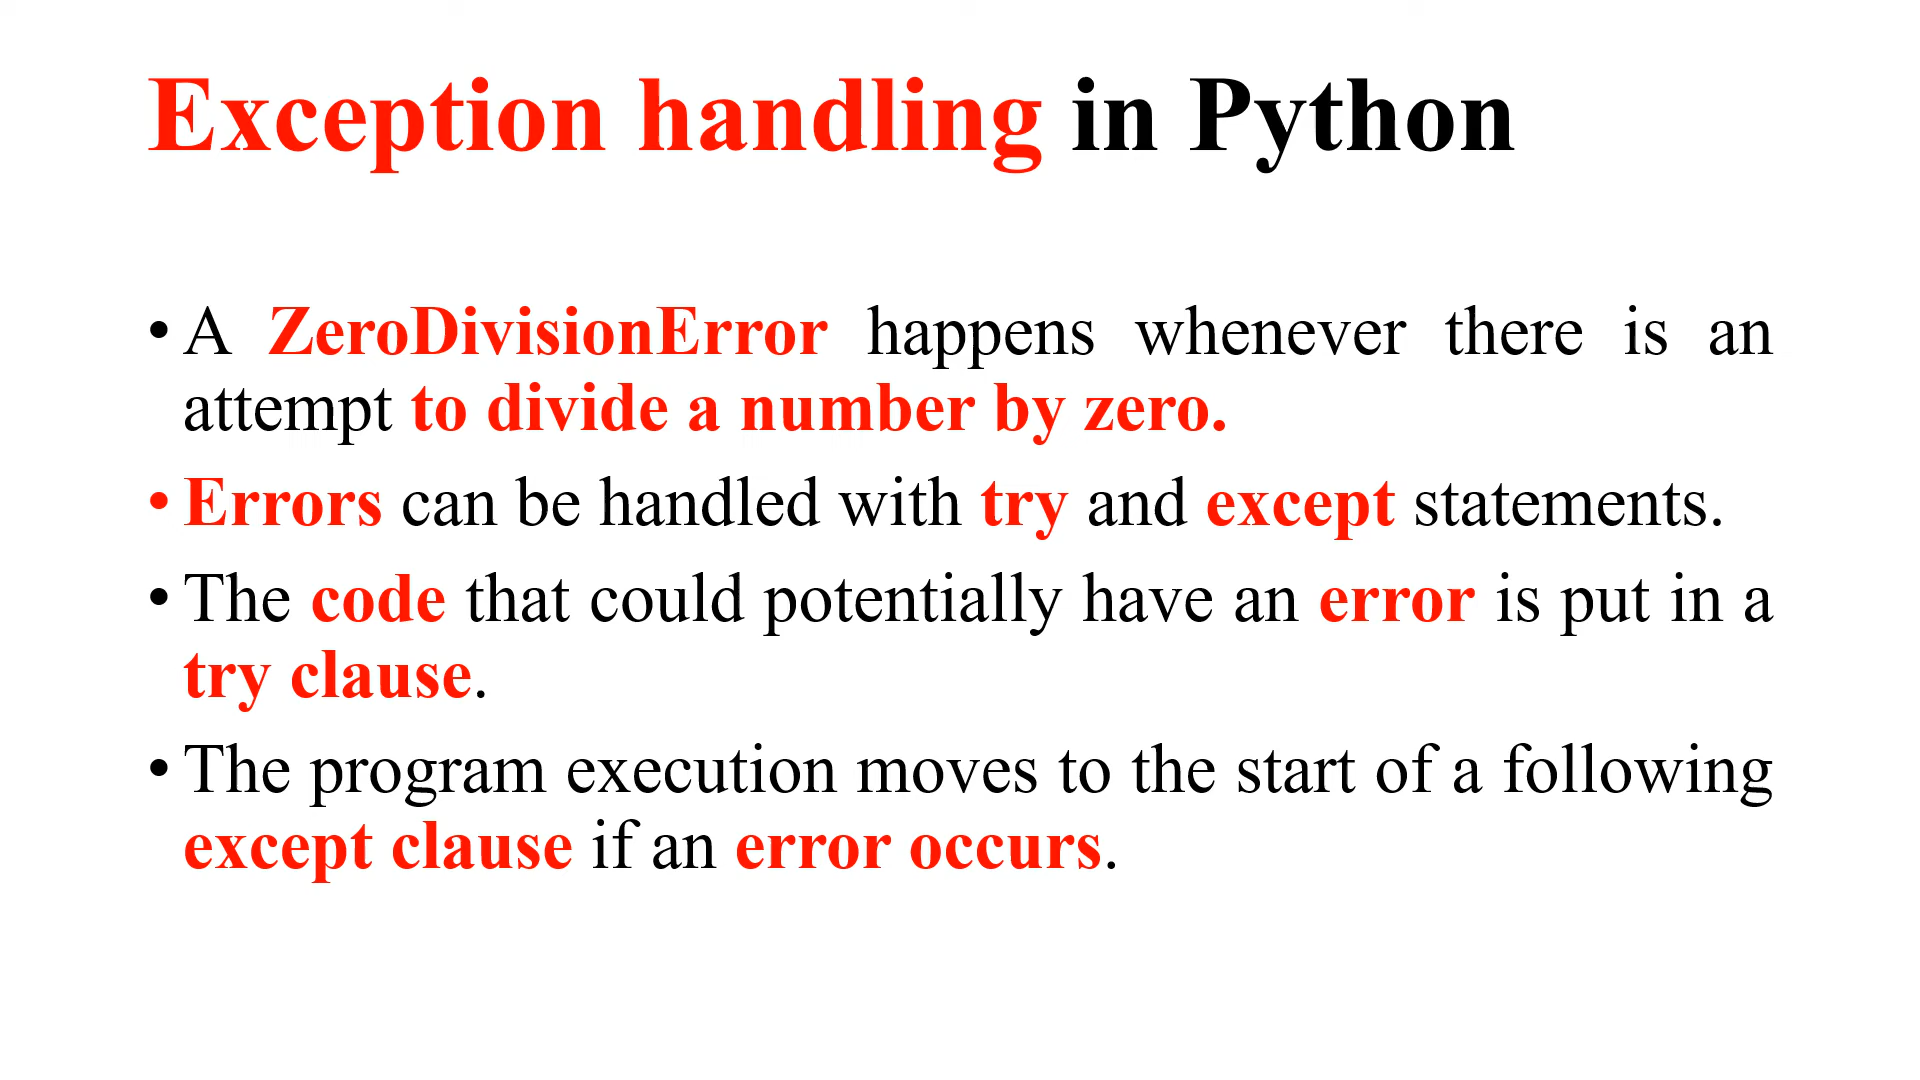 Exception handling in Python
• A ZeroDivisionError happens whenever there is an
attempt to divide a number by zero.
• Errors can be handled with try and except statements.
• The code that could potentially have an error is put in a
try clause.
• The program execution moves to the start of a following
except clause if an error occurs.